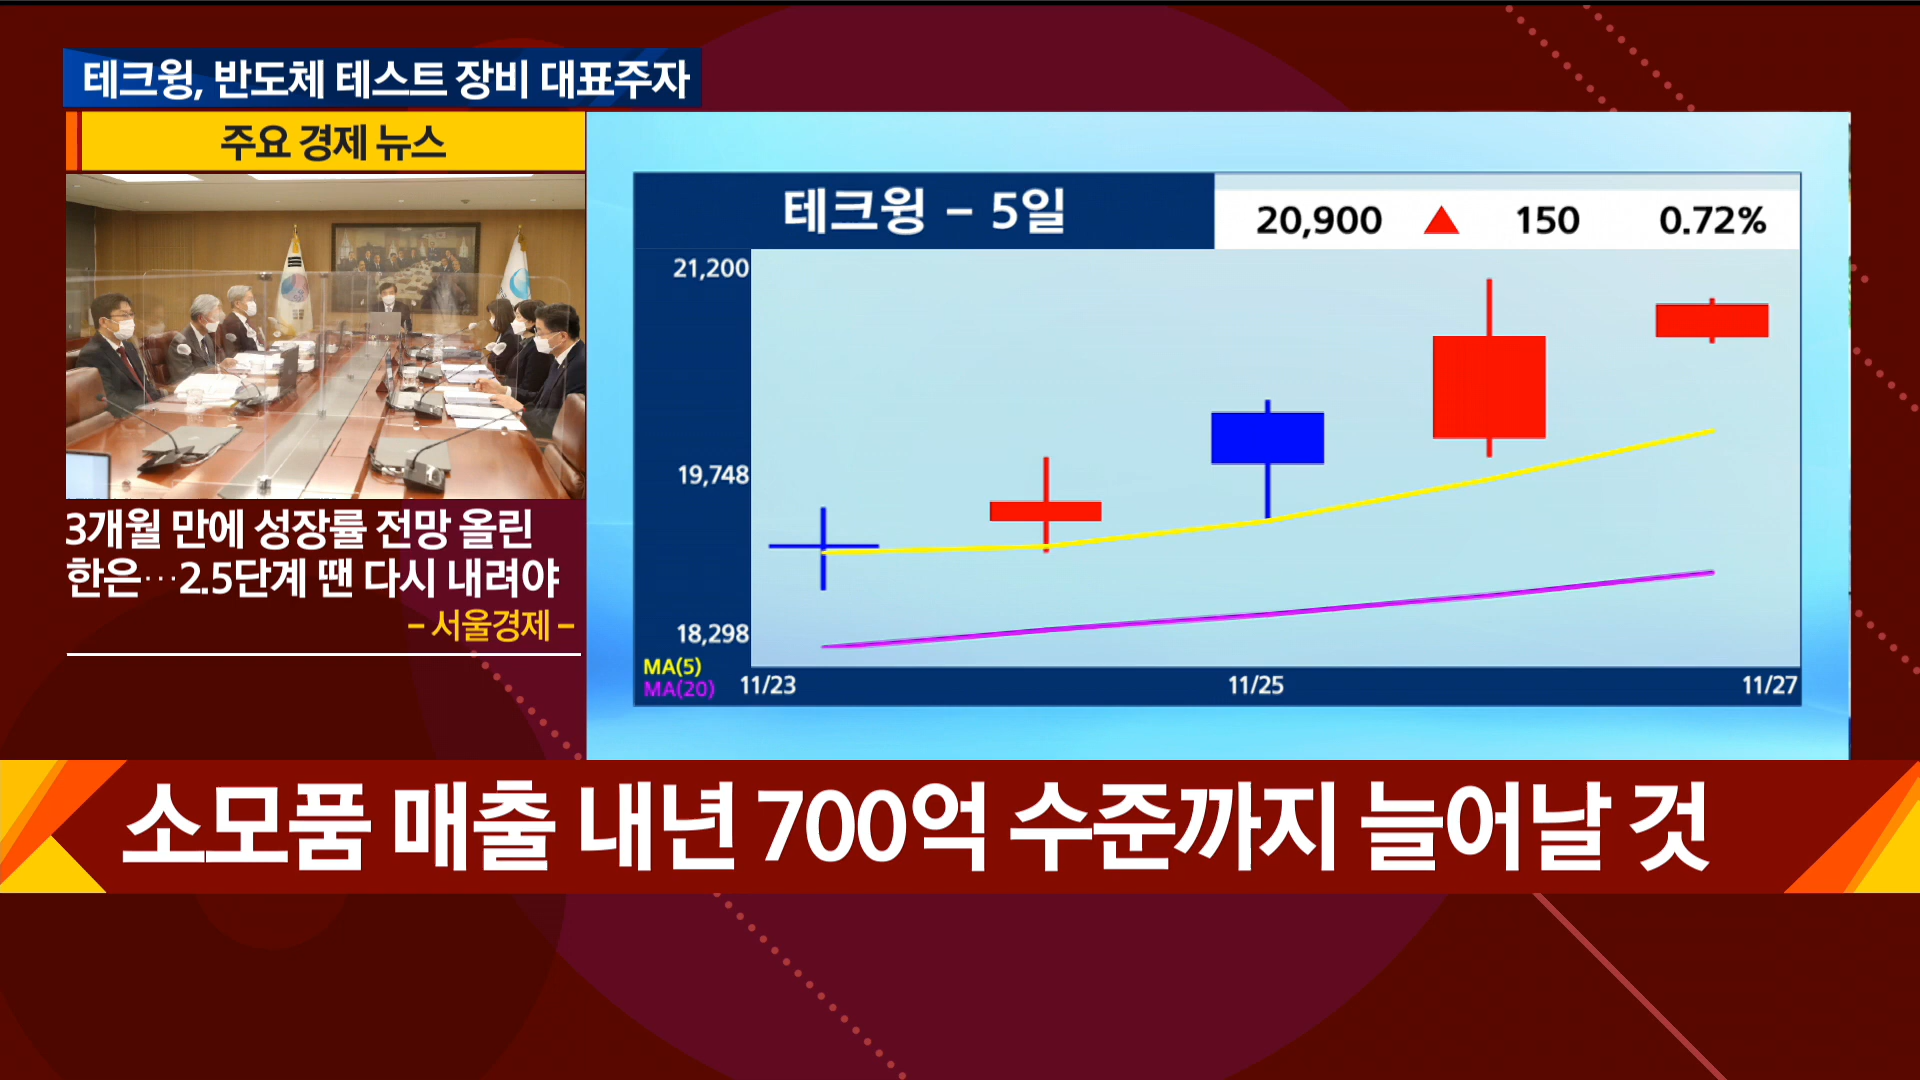 테크윙, 반도체 테스트 장비 대표주자
주요 경제 뉴스
3개월 만에 성장률 전망 올린
한은…2.5단계 땐 다시 내려야
– 서울경제 –
테크윙 – 5일
20,900 ▲ 150 0.72%
21,200
19,748
18,298
MA(5)
MA(20)
11/23 11/25 11/27
소모품 매출 내년 700억 수준까지 늘어날 것